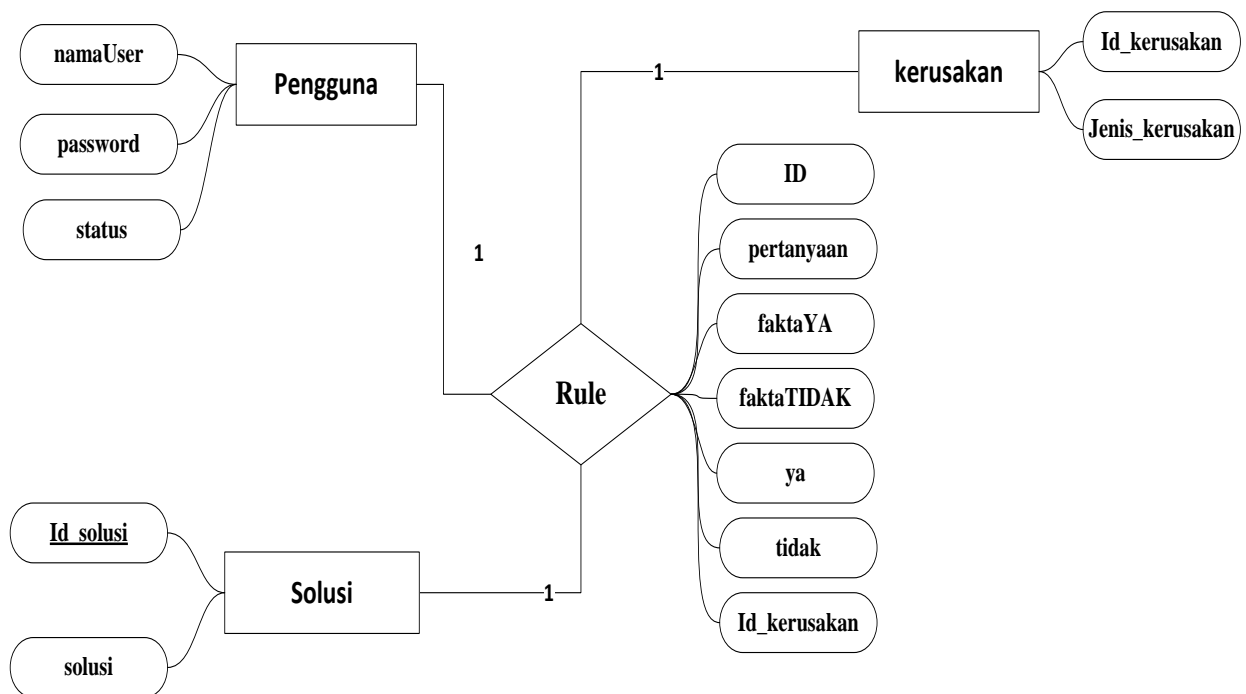 namaUser
Pengguna
password
status
1
1
kerusakan
Id_kerusakan
Jenis_kerusakan
ID
pertanyaan
faktaYA
faktaTIDAK
ya
tidak
Id_kerusakan
Rule
Id_solusi
Solusi
solusi
1